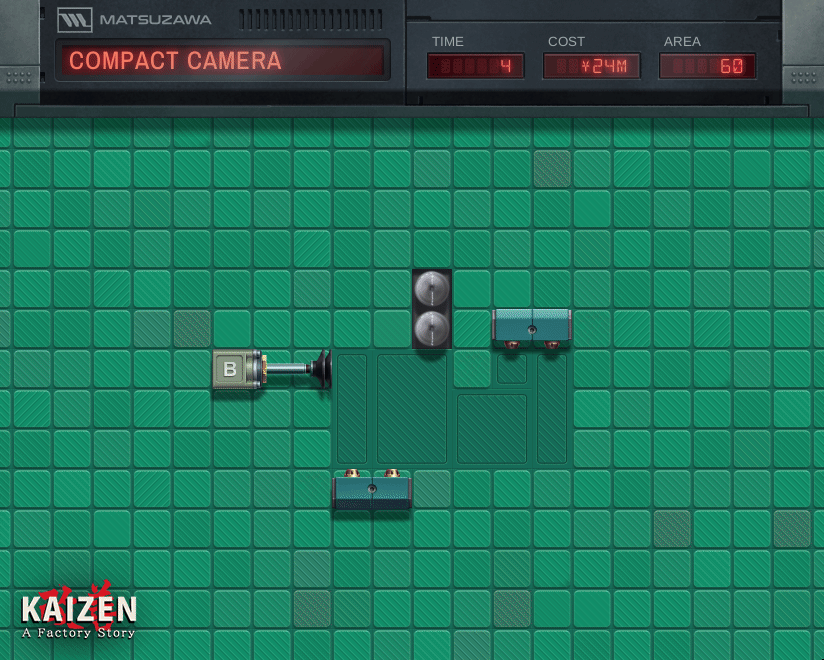 MATSUZAWA
COMPACT CAMERA
TIME
4
COST
¥24M
AREA
60
B
KAIZEN
A Factory Story